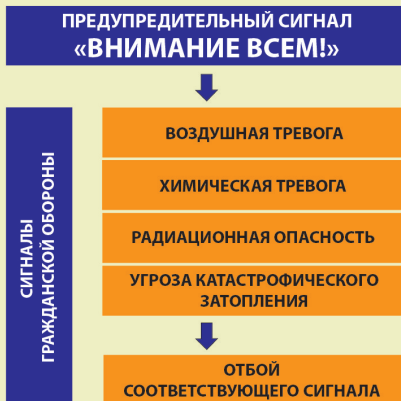 ПРЕДУПРЕДИТЕЛЬНЫЙ СИГНАЛ
«ВНИМАНИЕ ВСЕМ!»
СИГНАЛЫ
ГРАЖДАНСКОЙ ОБОРОНЫ
ВОЗДУШНАЯ ТРЕВОГА
ХИМИЧЕСКАЯ ТРЕВОГА
РАДИАЦИОННАЯ ОПАСНОСТЬ
УГРОЗА КАТАСТРОФИЧЕСКОГО
ЗАТОПЛЕНИЯ
ОТБОЙ
СООТВЕТСТВУЮЩЕГО СИГНАЛА